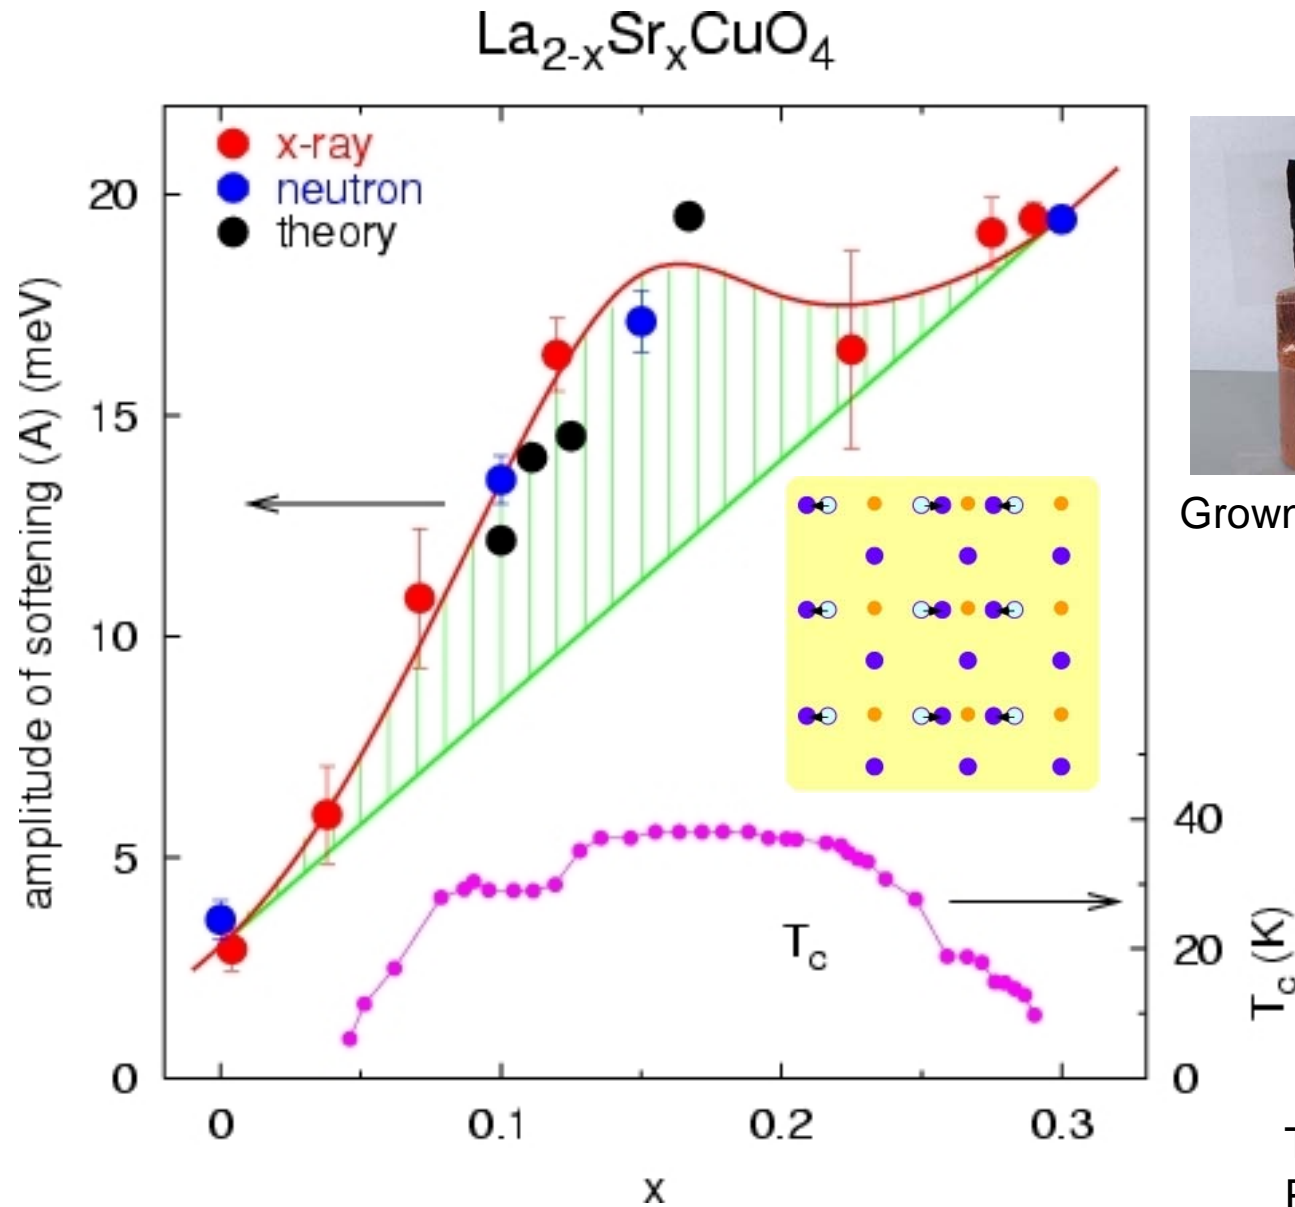 La2-xSrxCuO4
x-ray
neutron
theory
20
15
10
5
0
amplitude of softening (A) (meV)
Grown
40
20
0
Tc (K)
Tc
0
0.1
0.2
0.3
x